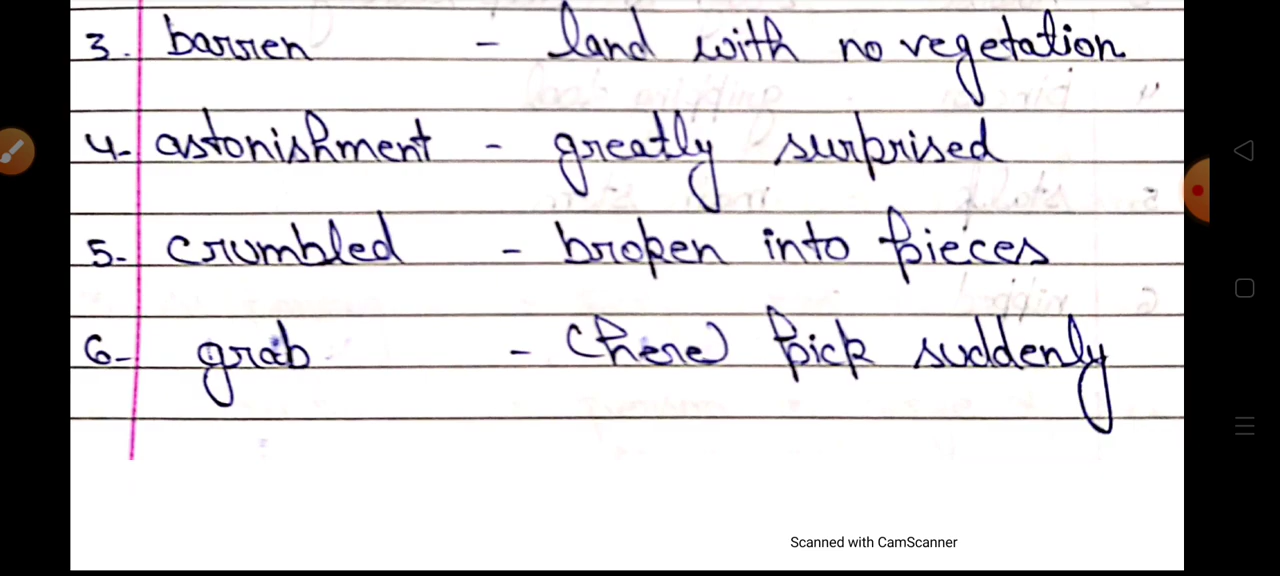 3. barren - land with no vegetation
4- astonishment - greatly surprised
5- crumbled - broken into pieces
6- grab - (here) pick suddenly
Scanned with CamScanner